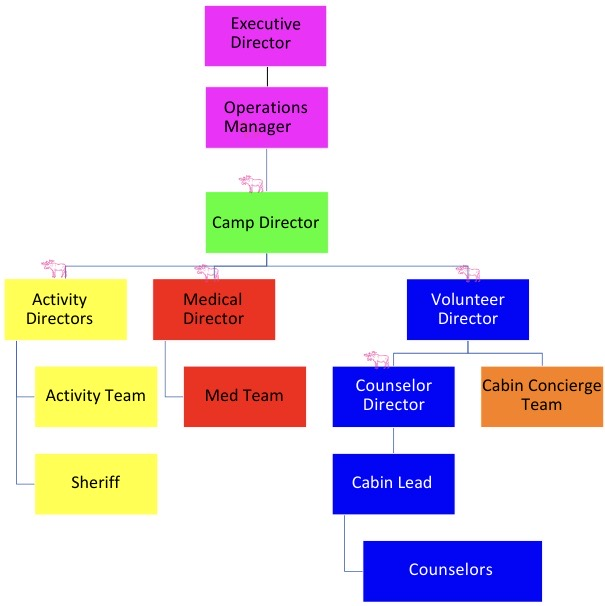 Executive
Director
Operations
Manager
Camp Director
Activity
Directors
Medical
Director
Volunteer
Director
Activity Team
Med Team
Counselor
Director
Cabin Concierge
Team
Sheriff
Cabin Lead
Counselors